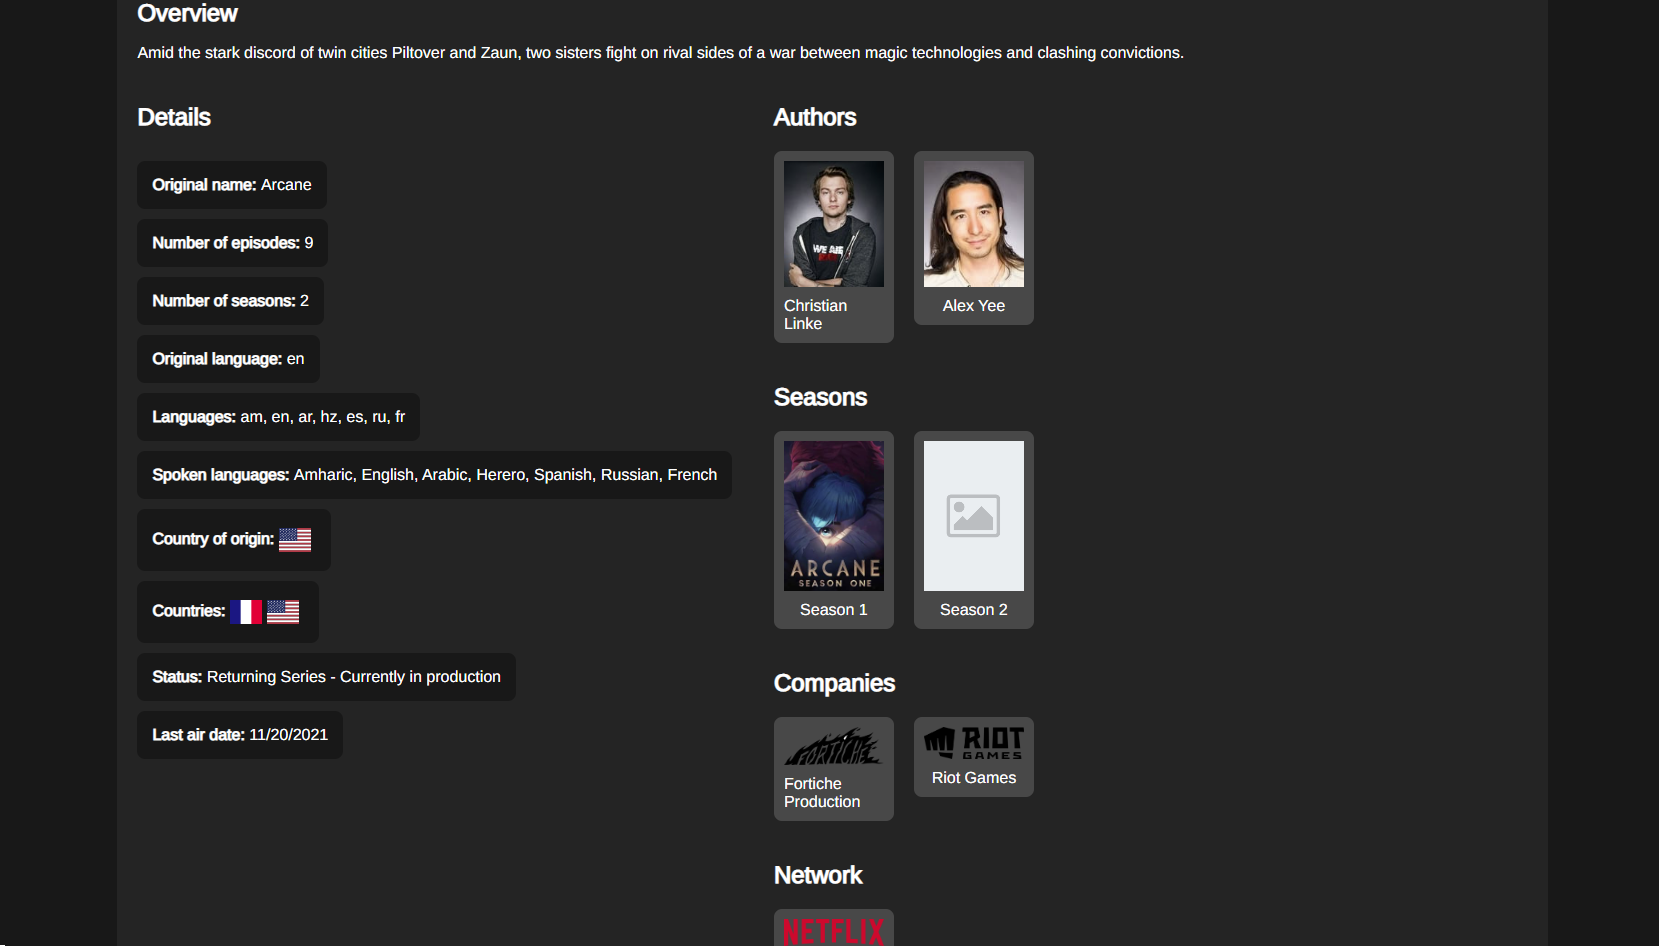 Overview
Amid the stark discord of twin cities Piltover and Zaun, two sisters fight on rival sides of a war between magic technologies and clashing convictions.
Details
Original name: Arcane
Number of episodes: 9
Number of seasons: 2
Original language: en
Languages: am, en, ar, hz, es, ru, fr
Spoken languages: Amharic, English, Arabic, Herero, Spanish, Russian, French
Country of origin:
Countries:
Status: Returning Series - Currently in production
Last air date: 11/20/2021
Authors
WE ARE
Christian
Linke
Alex Yee
Seasons
ARCANE
SEASON ONE
Season 1
Season 2
Companies
FORTICHE
Fortiche
Production
RIOT
GAMES
Riot Games
Network
NETFLIX